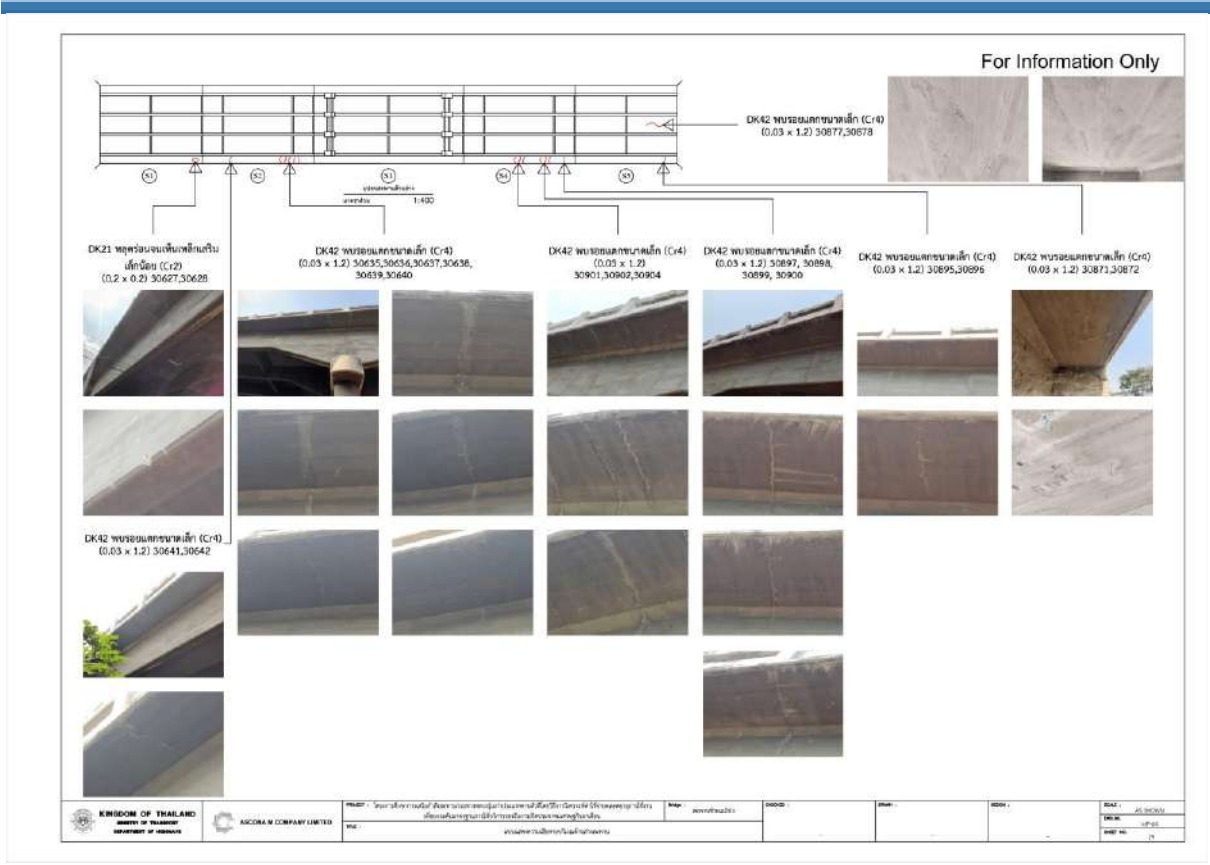 For Information Only
DK42 พบรอยแตกขนาดเล็ก (Cr4)
(0.03 x 1.2) 30877,30878
S1
S2
S3
S4
S5
1:400
DK21 หลุดร่อนจนเห็นเหล็กเสริม
เล็กน้อย (Cr2)
(0.2 x 0.2) 30627,30628
DK42 พบรอยแตกขนาดเล็ก (Cr4)
(0.03 x 1.2) 30635,30636,30637,30638,
30639,30640
DK42 พบรอยแตกขนาดเล็ก (Cr4)
(0.03 x 1.2)
30901,30902,30904
DK42 พบรอยแตกขนาดเล็ก (Cr4)
(0.03 x 1.2) 30897, 30898,
30899, 30900
DK42 พบรอยแตกขนาดเล็ก (Cr4)
(0.03 x 1.2) 30895,30896
DK42 พบรอยแตกขนาดเล็ก (Cr4)
(0.03 x 1.2) 30871,30872
DK42 พบรอยแตกขนาดเล็ก (Cr4)
(0.03 x 1.2) 30641,30642
KINGDOM OF THAILAND
MINISTRY OF TRANSPORT
DEPARTMENT OF HIGHWAYS
ASCONA M COMPANY LIMITED
PROJECT :
TITLE :
Bridge :
CHECKED :
DRAWN :
DESIGN :
SCALE :
AS SHOWN
DWG NO.
SHEET NO.